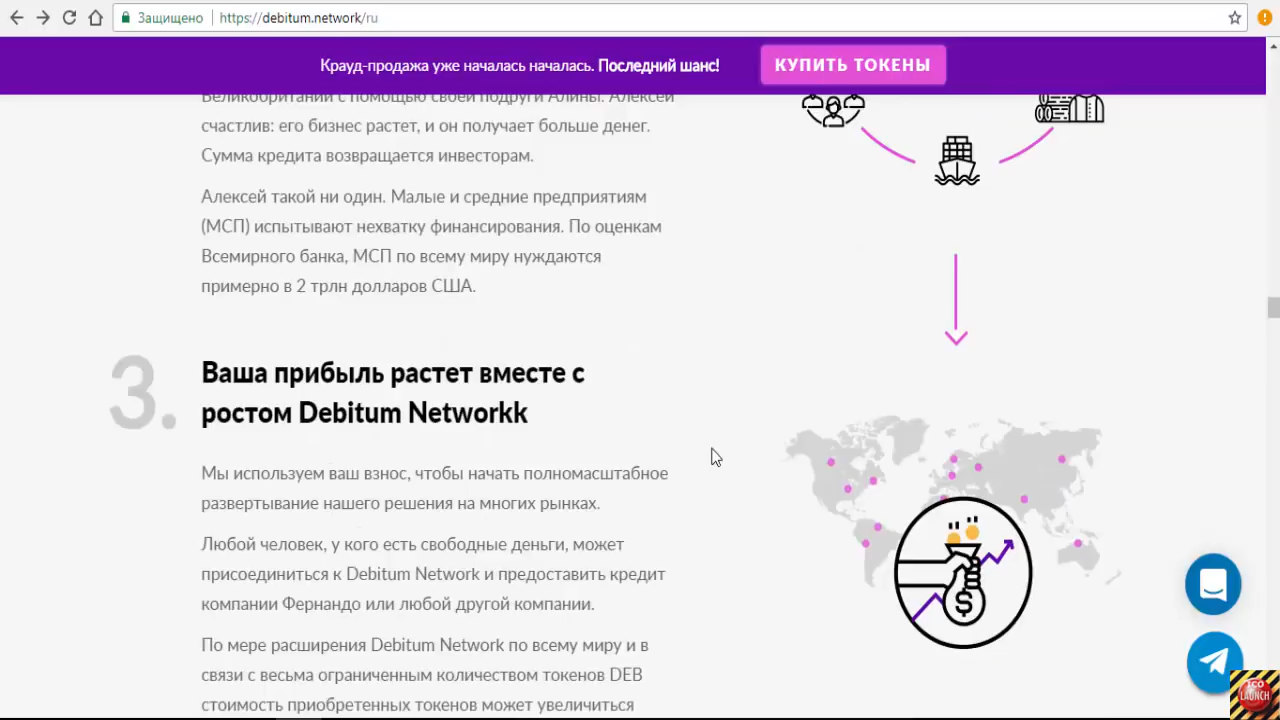 Защищено
https://debitum.network/ru
Крауд-продажа уже началась началась. Последний шанс!
КУПИТЬ ТОКЕНЫ
Великобритании с помощью своей подруги Алины. Алексей
счастлив: его бизнес растет, и он получает больше денег.
Сумма кредита возвращается инвесторам.
Алексей такой ни один. Малые и средние предприятиям
(МСП) испытывают нехватку финансирования. По оценкам
Всемирного банка, МСП по всему миру нуждаются
примерно в 2 трлн долларов США.
3.
Ваша прибыль растет вместе с
ростом Debitum Networkk
Мы используем ваш взнос, чтобы начать полномасштабное
развертывание нашего решения на многих рынках.
Любой человек, у кого есть свободные деньги, может
присоединиться к Debitum Network и предоставить кредит
компании Фернандо или любой другой компании.
По мере расширения Debitum Network по всему миру и в
связи с весьма ограниченным количеством токенов DEB
стоимость приобретенных токенов может увеличиться
$
ICO
LAUNCH